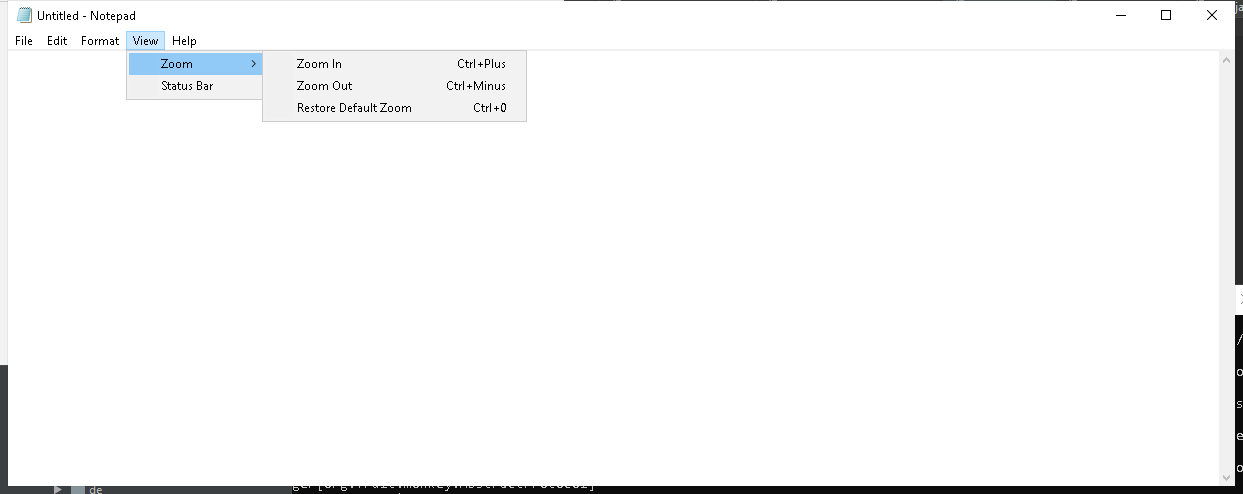 Untitled - Notepad
File Edit Format View Help
Zoom
Status Bar
Zoom In Ctrl+Plus
Zoom Out Ctrl+Minus
Restore Default Zoom Ctrl+0
de